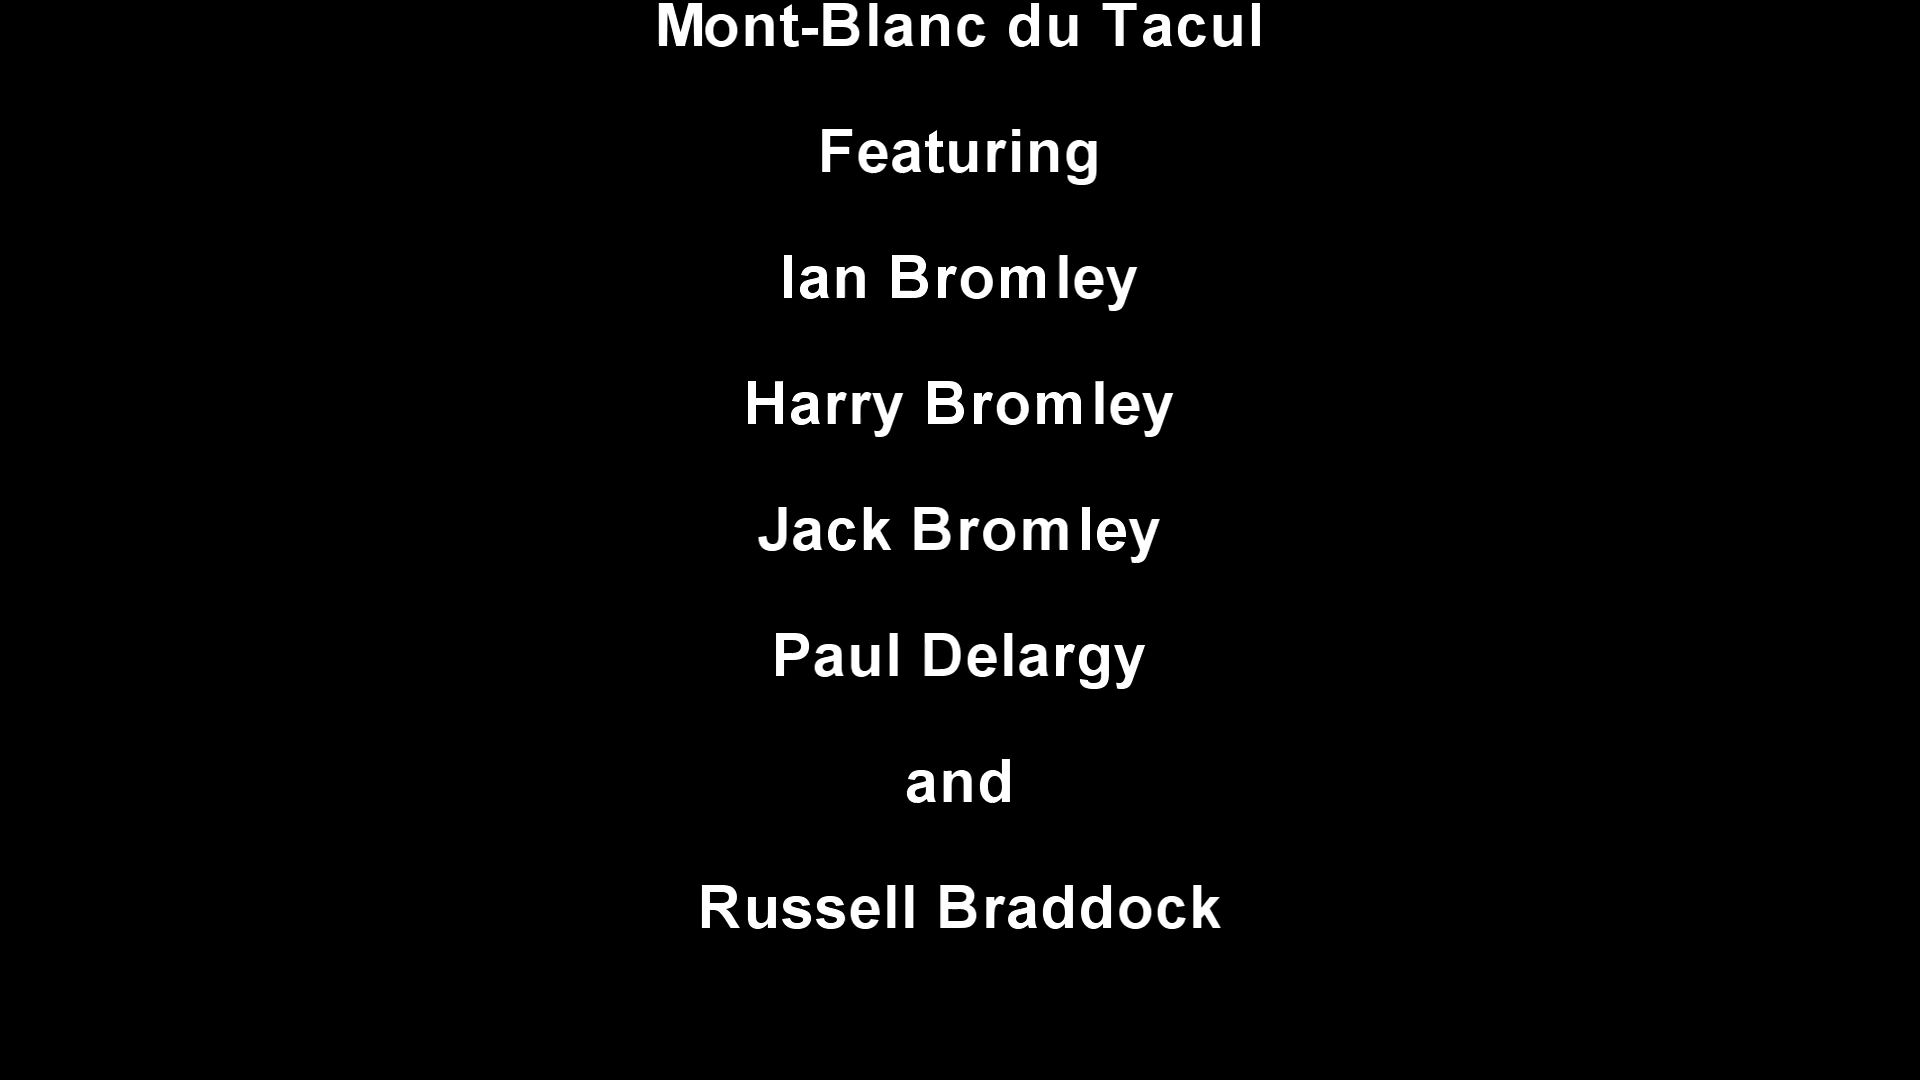 Mont-Blanc du Tacul
Featuring
Ian Bromley
Harry Bromley
Jack Bromley
Paul Delargy
and
Russell Braddock